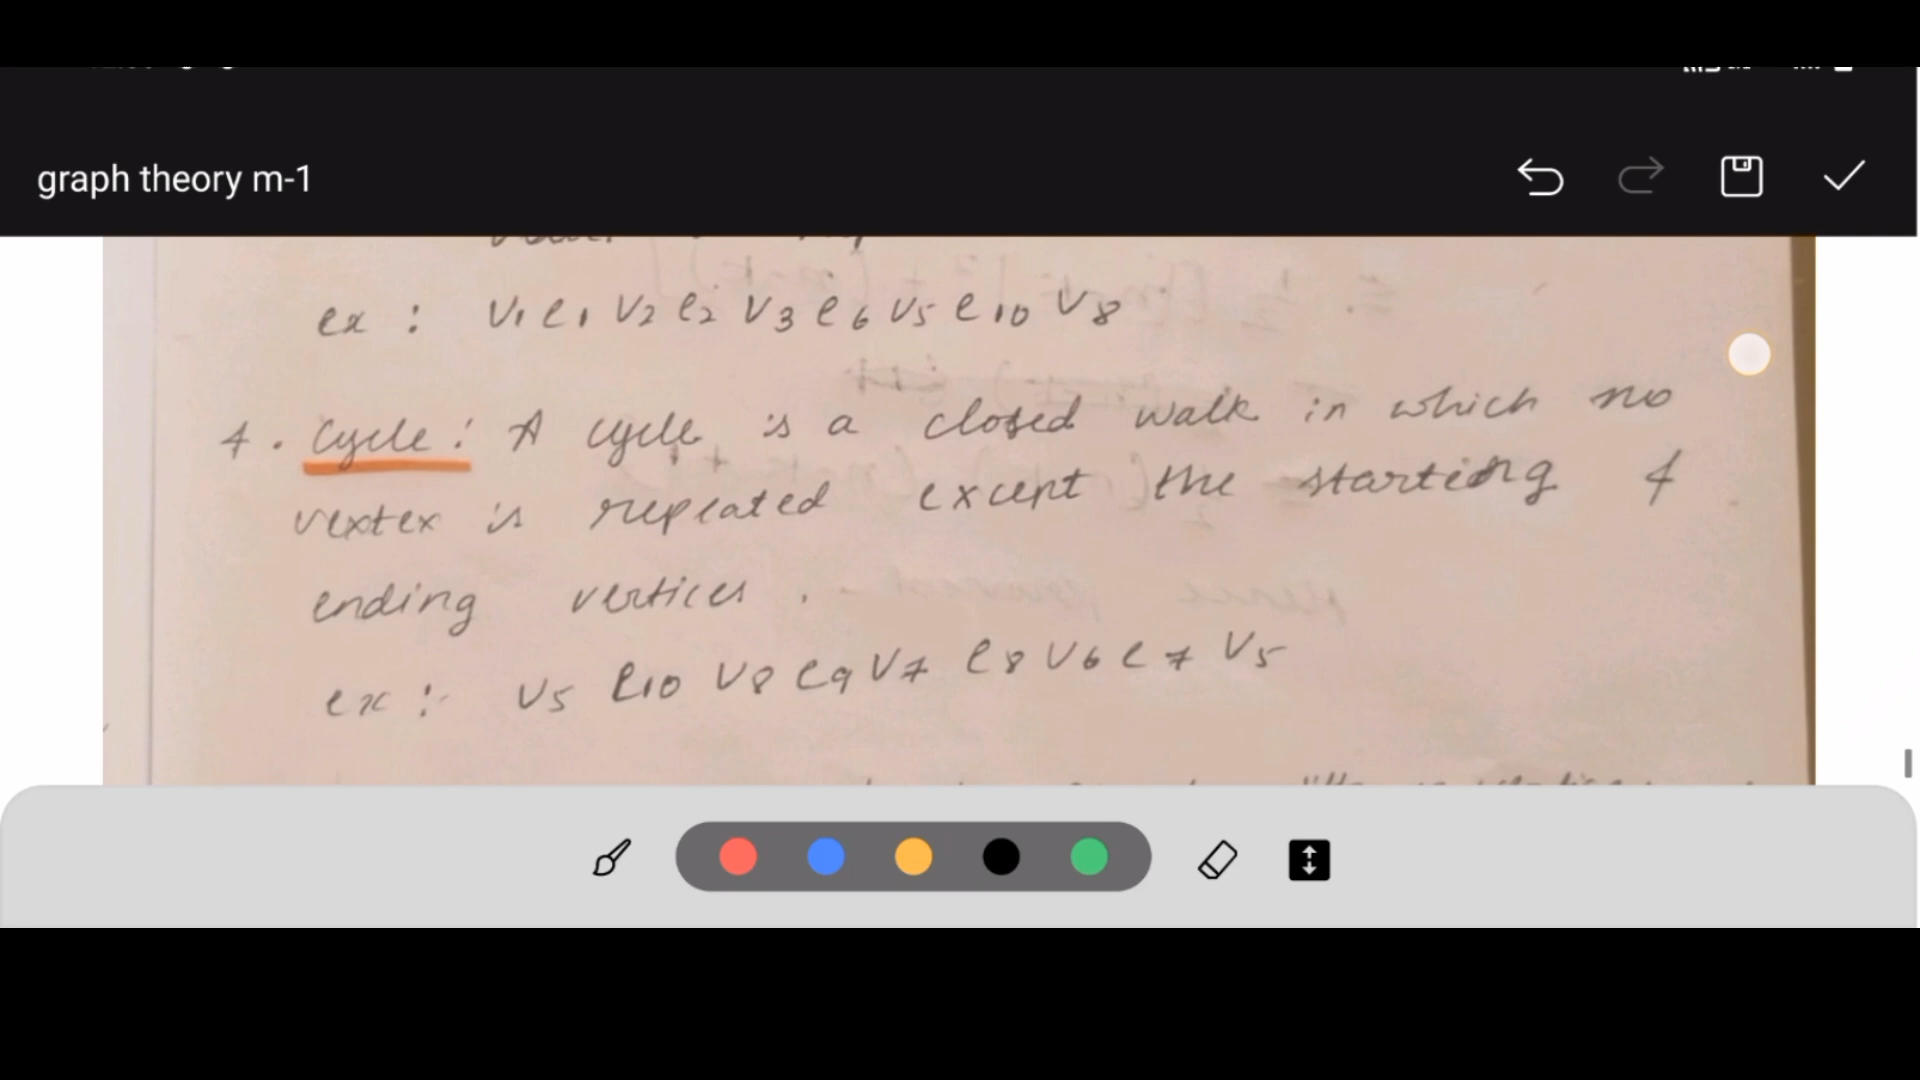 graph theory m-1
ex : v1 e1 v2 e2 v3 e6 v5 e10 v8
4. Cycle : A cycle is a closed walk in which no
vertex is repeated except the starting &
ending vertices .
ex :- v5 e10 v8 e9 v7 e8 v6 e7 v5